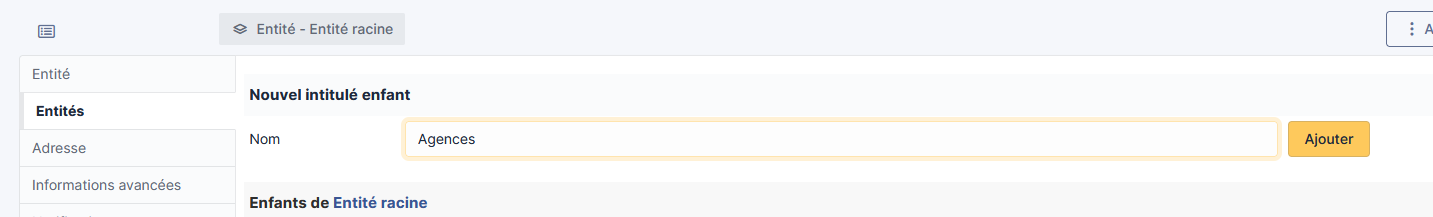 Entité - Entité racine
Entité
Entités
Adresse
Informations avancées
Nouvel intitulé enfant
Nom
Agences
Ajouter
Enfants de Entité racine